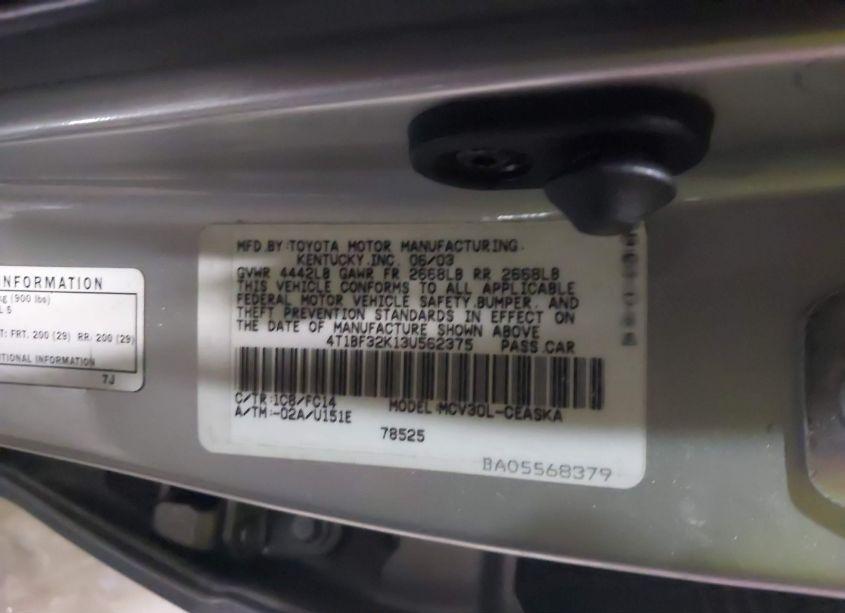 INFORMATION
kg (900 lbs)
L 5
T: FRT. 200 (29) RR. 200 (29)
ITIONAL INFORMATION
7J
MFD.BY:TOYOTA MOTOR MANUFACTURING.
KENTUCKY.INC. 06/03
GVWR 4442LB GAWR FR 2668LB RR 2668LB
THIS VEHICLE CONFORMS TO ALL APPLICABLE
FEDERAL MOTOR VEHICLE SAFETY.BUMPER. AND
THEFT PREVENTION STANDARDS IN EFFECT ON
THE DATE OF MANUFACTURE SHOWN ABOVE
4T1BF32K13U562375 PASS.CAR
C/TR:1C8/FC14 MODEL:MCV30L-CEASKA
A/TM:-02A/U151E
78525
BA05568379